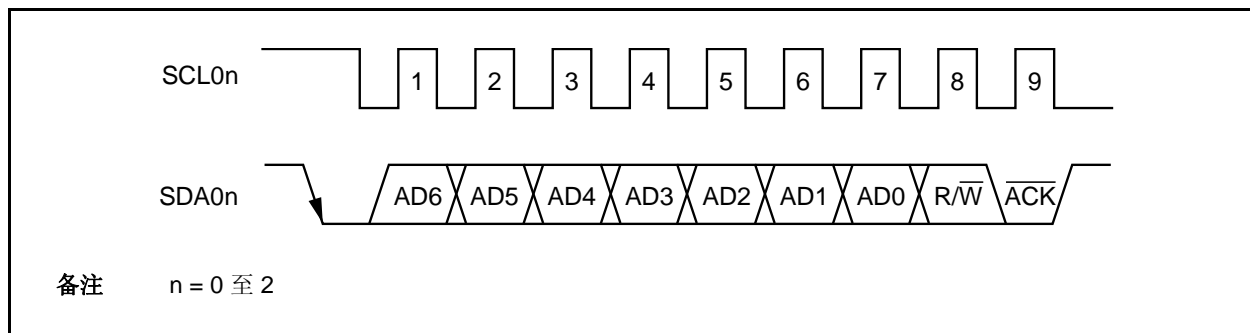 SCL0n 1 2 3 4 5 6 7 8 9
SDA0n AD6 AD5 AD4 AD3 AD2 AD1 AD0 R/W̅ A̅C̅K̅
备注 n = 0 至 2